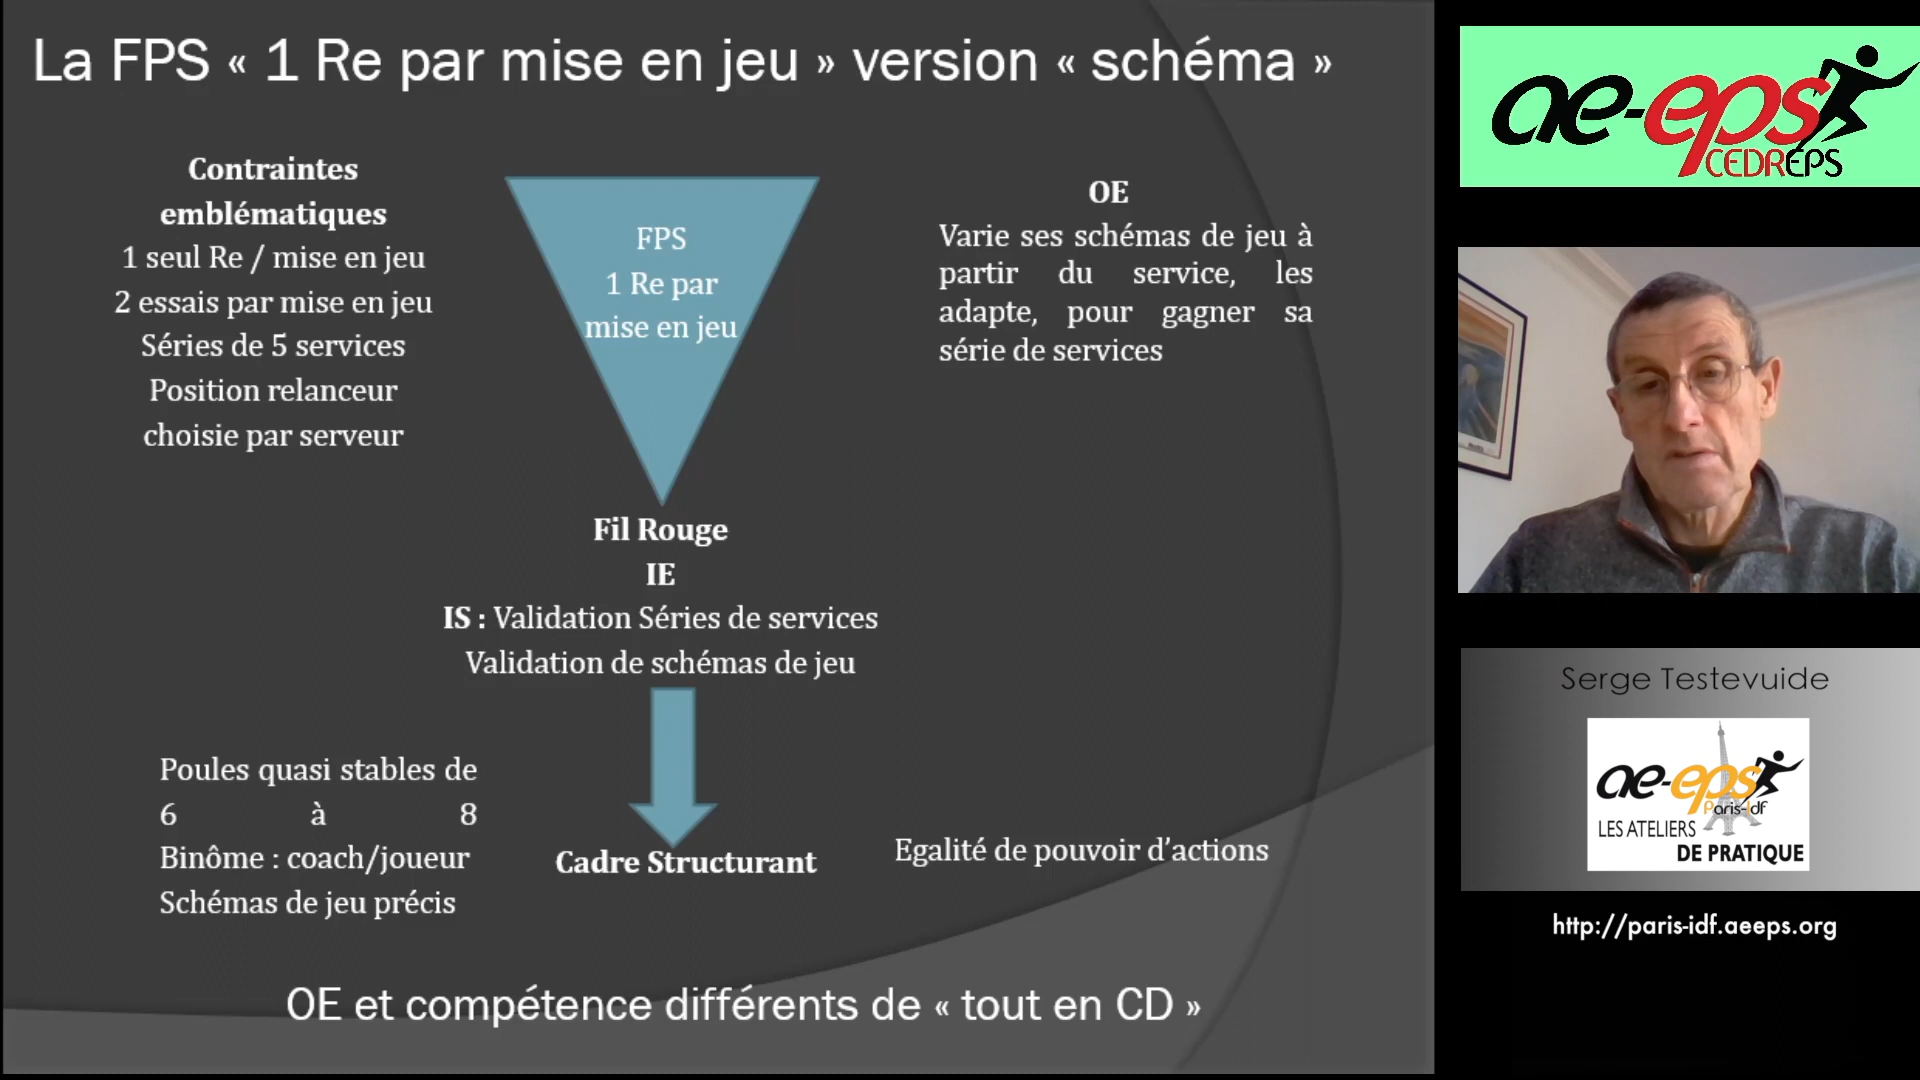 La FPS « 1 Re par mise en jeu » version « schéma »
Contraintes
emblématiques
1 seul Re / mise en jeu
2 essais par mise en jeu
Séries de 5 services
Position relanceur
choisie par serveur
FPS
1 Re par
mise en jeu
OE
Varie ses schémas de jeu à
partir du service, les
adapte, pour gagner sa
série de services
Fil Rouge
IE
IS : Validation Séries de services
Validation de schémas de jeu
Poules quasi stables de
6 à 8
Binôme : coach/joueur
Schémas de jeu précis
Cadre Structurant
Egalité de pouvoir d’actions
OE et compétence différents de « tout en CD »
ae-eps
CEDREPS
Serge Testevuide
ae-eps
Paris-Idf
LES ATELIERS
DE PRATIQUE
http://paris-idf.aeeps.org